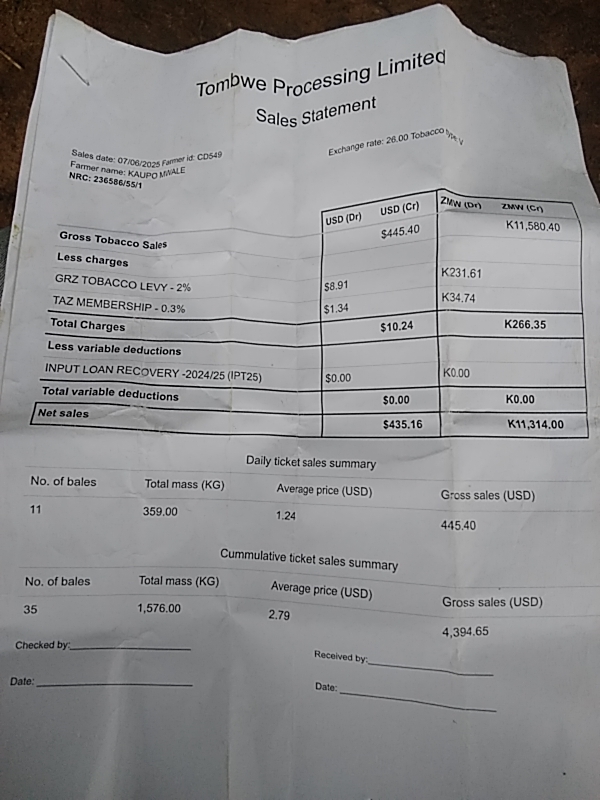 Tombwe Processing Limited
Sales Statement
Sales date: 07/06/2025 Farmer id: CD549
Exchange rate: 26.00 Tobacco type V
Farmer name: KAUPO MWALE
NRC: 236586/55/1
USD (Dr) USD (Cr) ZMW (Dr) ZMW (Cr)
Gross Tobacco Sales $445.40 K11,580.40
Less charges
GRZ TOBACCO LEVY - 2% $8.91 K231.61
TAZ MEMBERSHIP - 0.3% $1.34 K34.74
Total Charges $10.24 K266.35
Less variable deductions
INPUT LOAN RECOVERY -2024/25 (IPT25) $0.00 K0.00
Total variable deductions $0.00 K0.00
Net sales $435.16 K11,314.00
Daily ticket sales summary
No. of bales Total mass (KG) Average price (USD) Gross sales (USD)
11 359.00 1.24 445.40
Cummulative ticket sales summary
No. of bales Total mass (KG) Average price (USD) Gross sales (USD)
35 1,576.00 2.79 4,394.65
Checked by: Received by:
Date: Date: